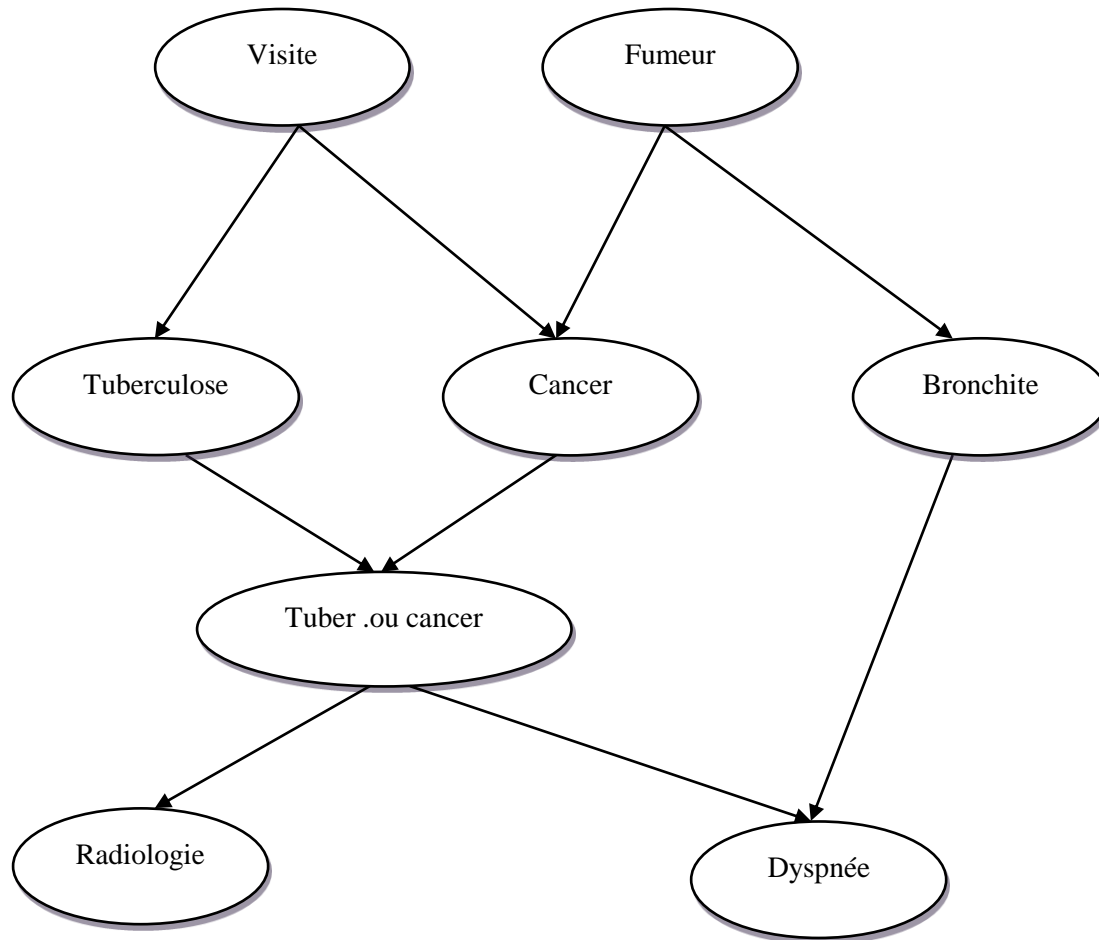 Visite
Fumeur
Tuberculose
Cancer
Bronchite
Tuber .ou cancer
Radiologie
Dyspnée